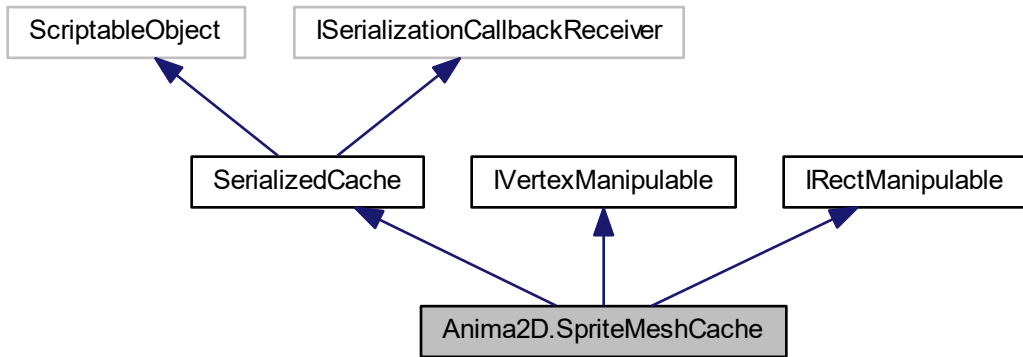 ScriptableObject
ISerializationCallbackReceiver
SerializedCache
IVertexManipulable
IRectManipulable
Anima2D.SpriteMeshCache